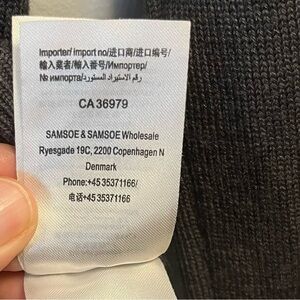 Importer/ import no/进口商/进口编号/
輸入業者/輸入番号/Импортер/
№ импорта/رقم الاستيراد/المستورد
CA36979
SAMSOE & SAMSOE Wholesale
Ryesgade 19C, 2200 Copenhagen N
Denmark
Phone:+45 35371166/
电话+45 35371166